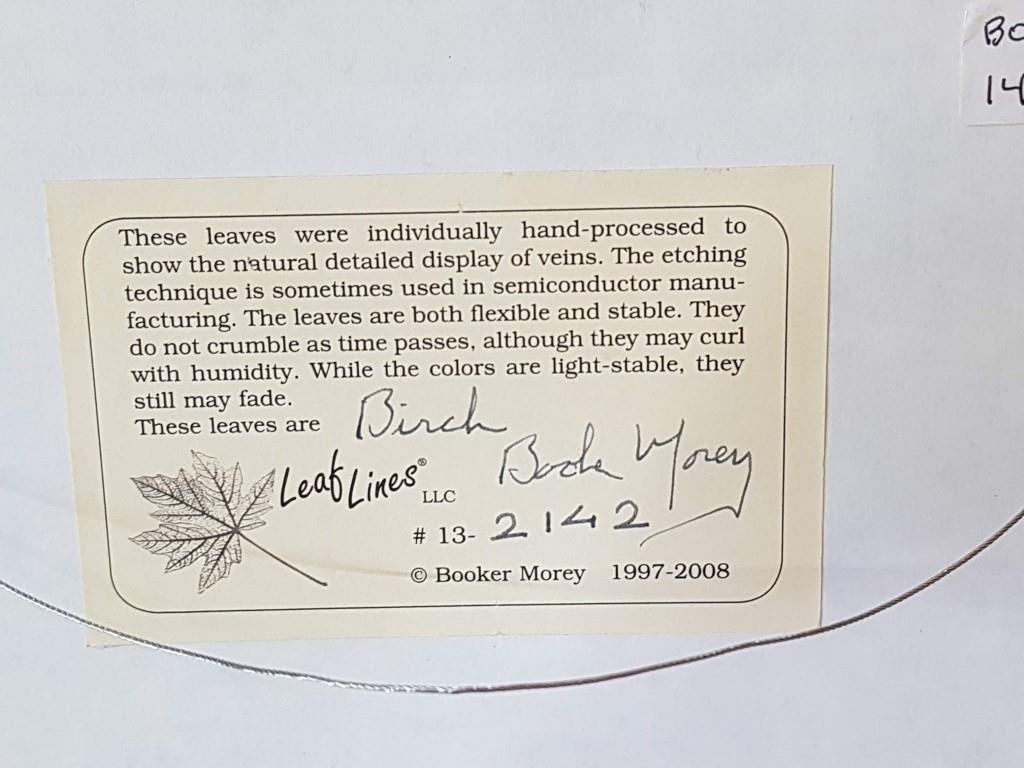 BO
14
These leaves were individually hand-processed to
show the natural detailed display of veins. The etching
technique is sometimes used in semiconductor manu-
facturing. The leaves are both flexible and stable. They
do not crumble as time passes, although they may curl
with humidity. While the colors are light-stable, they
still may fade.
These leaves are Birch
Leaf Lines® LLC
Booker Morey
# 13- 2142
© Booker Morey 1997-2008